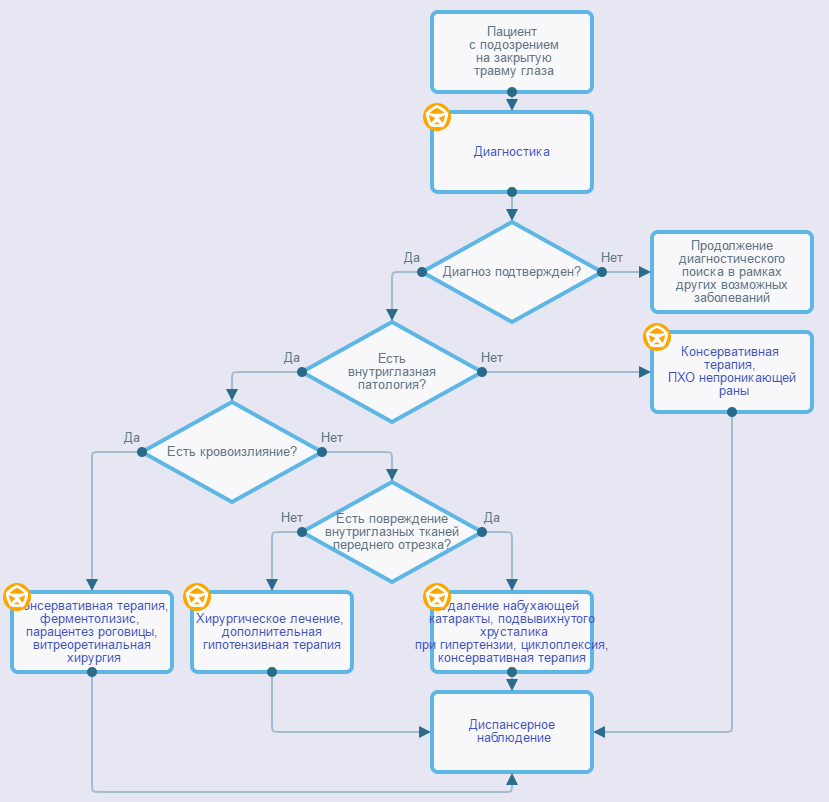 Пациент
с подозрением
на закрытую
травму глаза
Диагностика
Да
Диагноз подтвержден?
Нет
Продолжение
диагностического
поиска в рамках
других возможных
заболеваний
Да
Есть
внутриглазная
патология?
Нет
Консервативная
терапия,
ПХО непроникающей
раны
Да
Есть кровоизлияние?
Нет
Нет
Есть повреждение
внутриглазных тканей
переднего отрезка?
Да
Консервативная терапия,
ферментолизис,
парацентез роговицы,
витреоретинальная
хирургия
Хирургическое лечение,
дополнительная
гипотензивная терапия
Удаление набухающей
катаракты, подвывихнутого
хрусталика
при гипертензии, циклоплексия,
консервативная терапия
Диспансерное
наблюдение